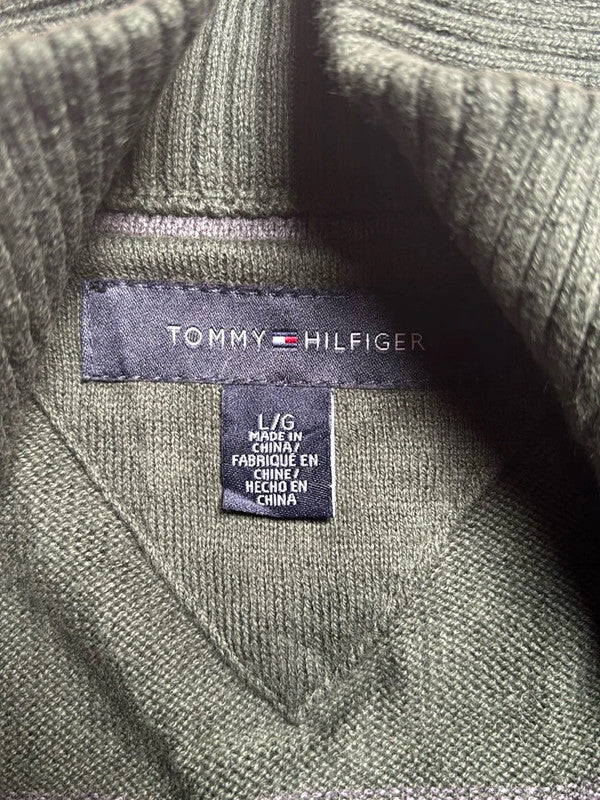 TOMMY HILFIGER
L/G
MADE IN
CHINA/
FABRIQUÉ EN
CHINE/
HECHO EN
CHINA